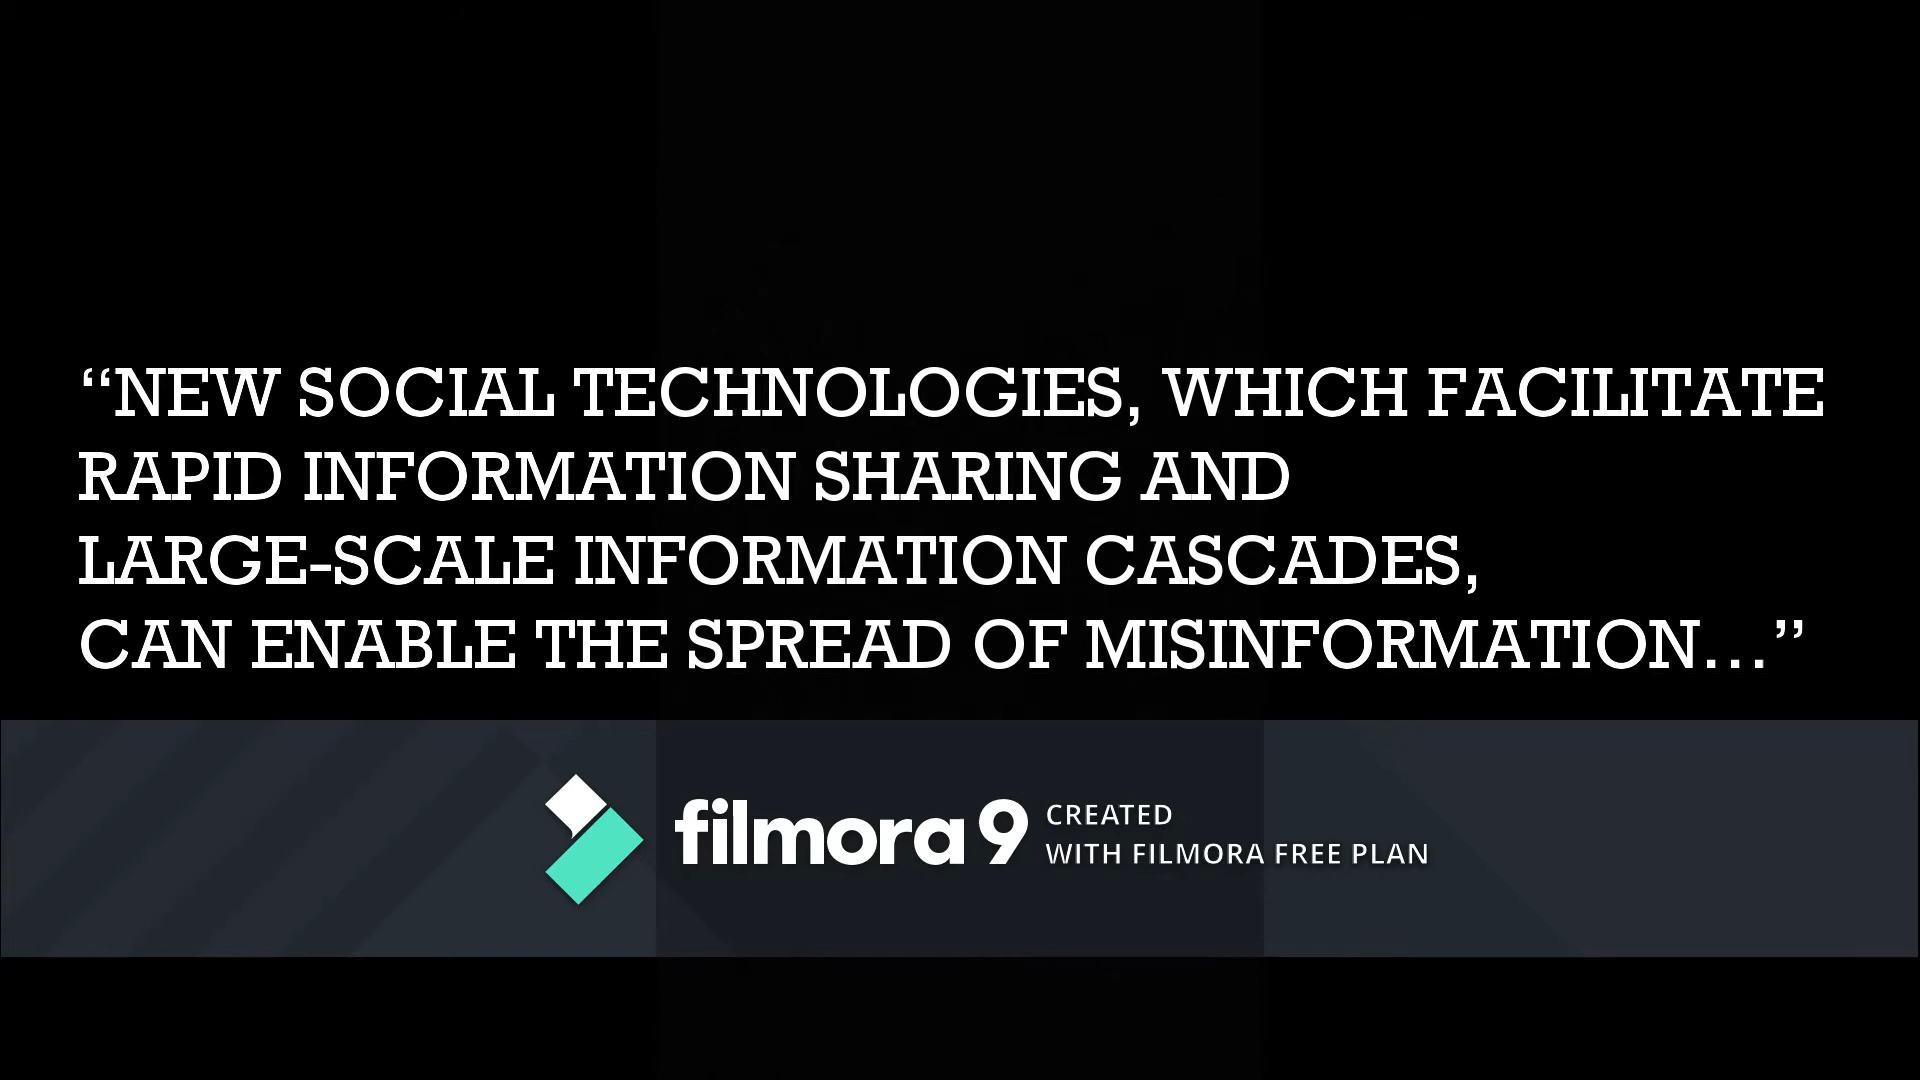 “NEW SOCIAL TECHNOLOGIES, WHICH FACILITATE
RAPID INFORMATION SHARING AND
LARGE-SCALE INFORMATION CASCADES,
CAN ENABLE THE SPREAD OF MISINFORMATION...”
filmora 9
CREATED
WITH FILMORA FREE PLAN